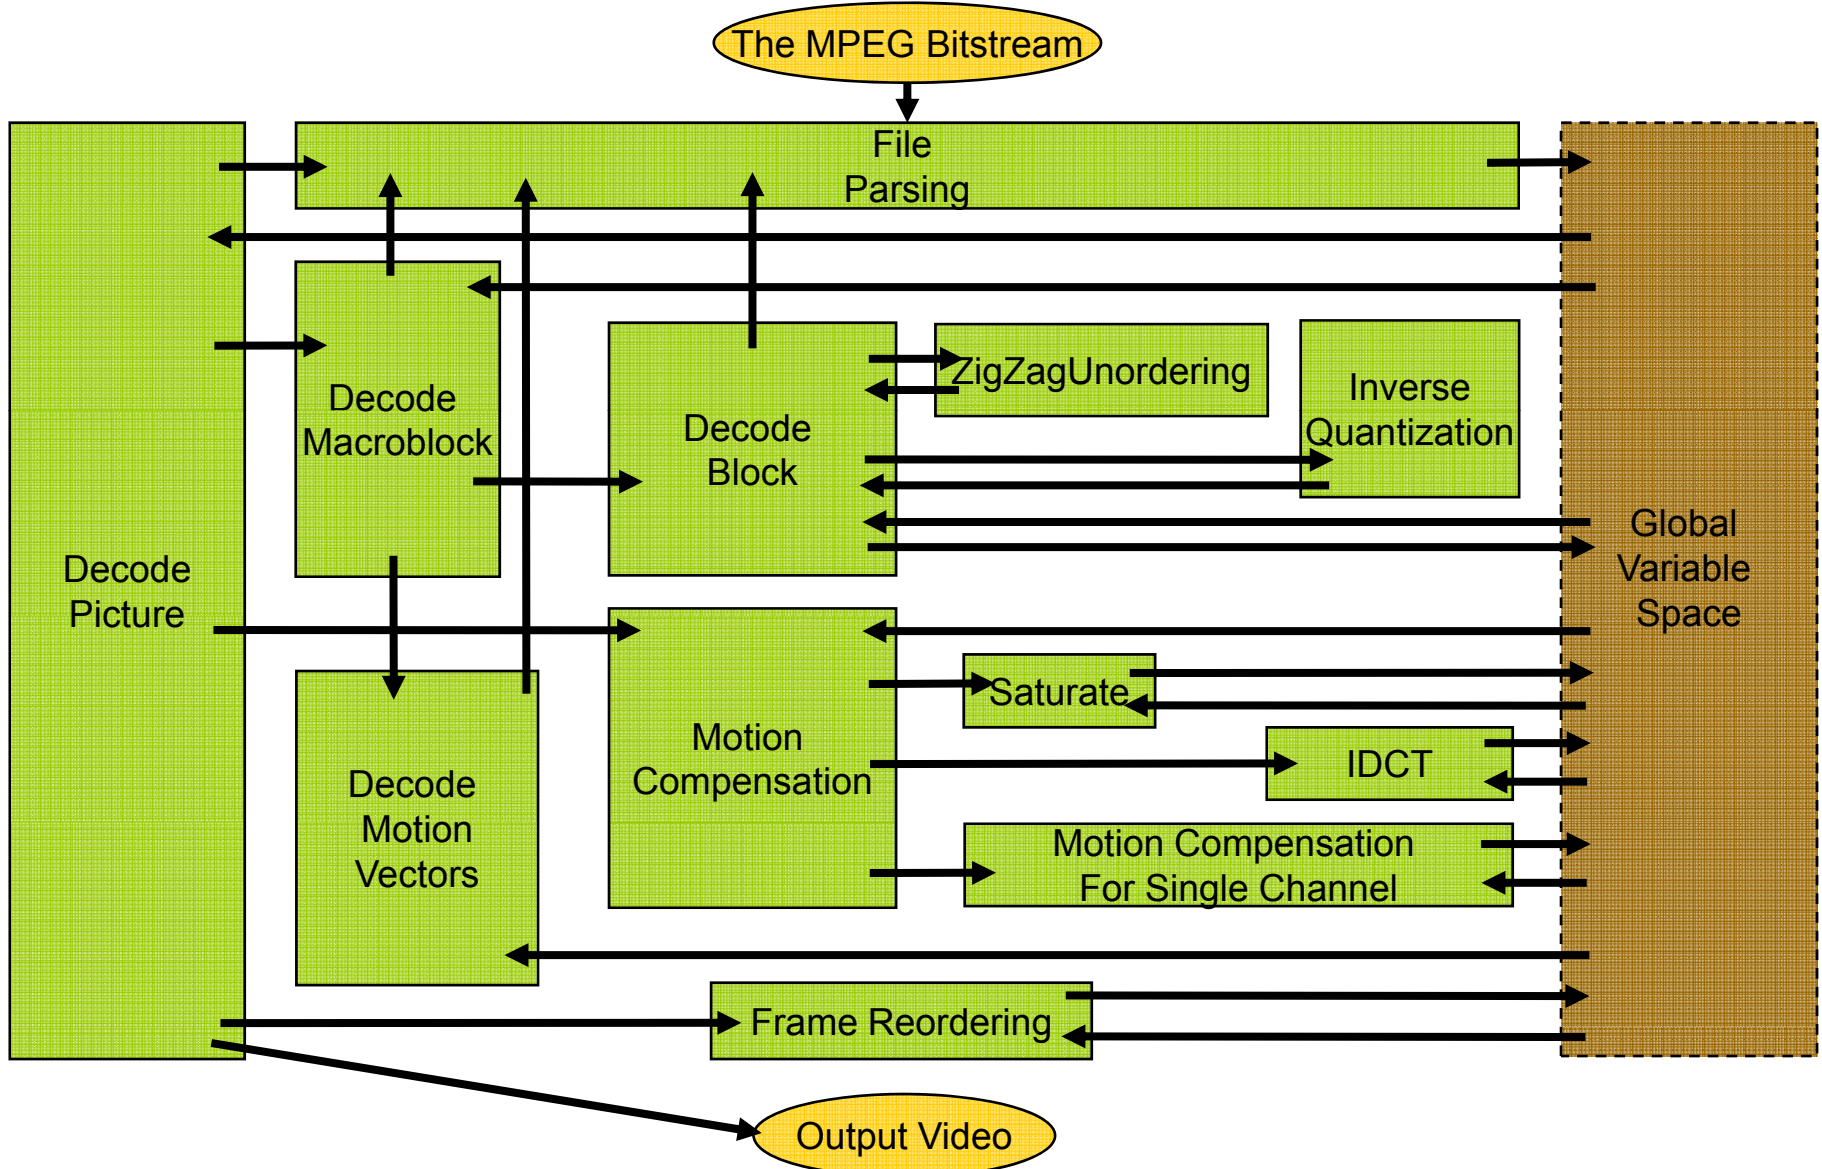 The MPEG Bitstream
File
Parsing
Decode
Macroblock
Decode
Block
ZigZagUnordering
Inverse
Quantization
Decode
Picture
Global
Variable
Space
Decode
Motion
Vectors
Motion
Compensation
Saturate
IDCT
Motion Compensation
For Single Channel
Frame Reordering
Output Video